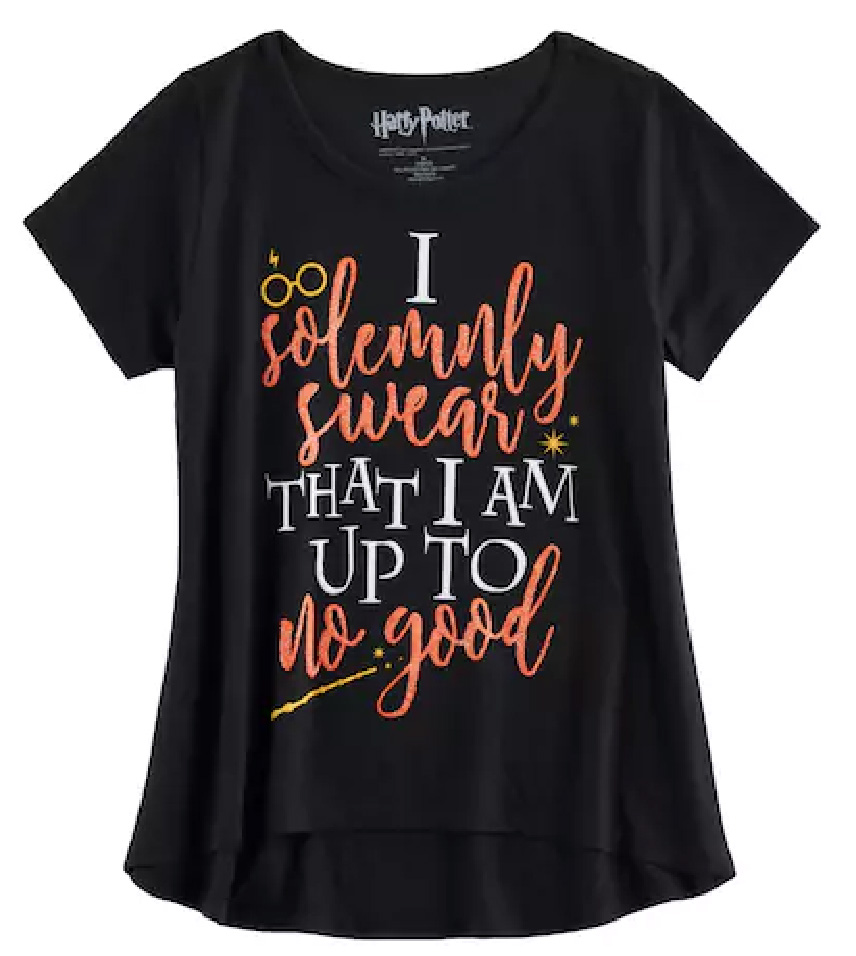 Harry Potter
I
solemnly
swear
THAT I AM
UP TO
no good